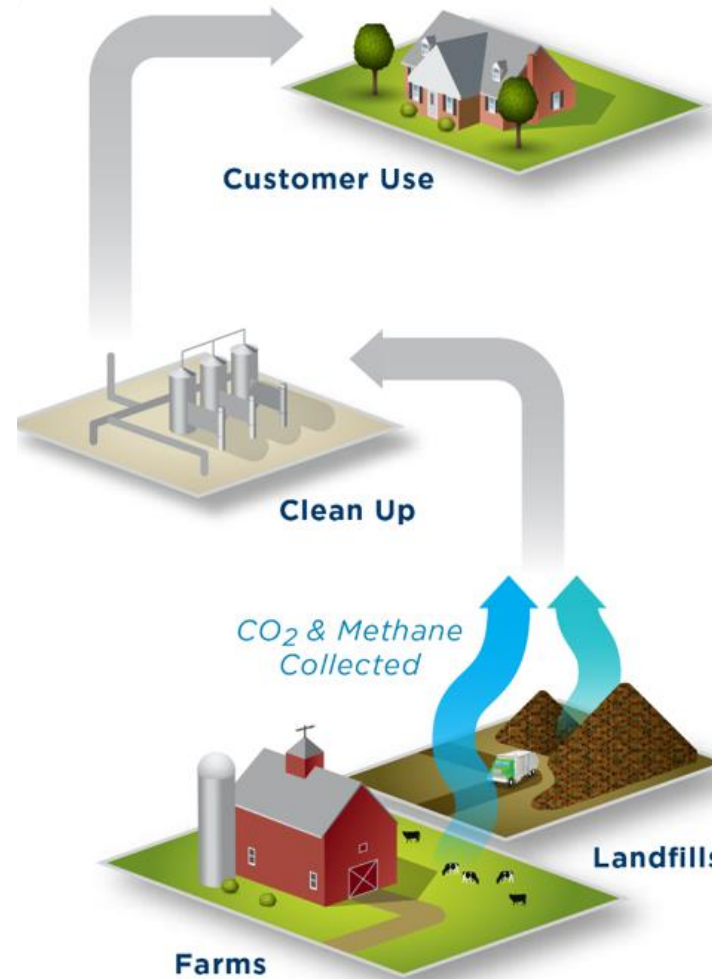 Customer Use
Clean Up
CO2 & Methane
Collected
Landfills
Farms